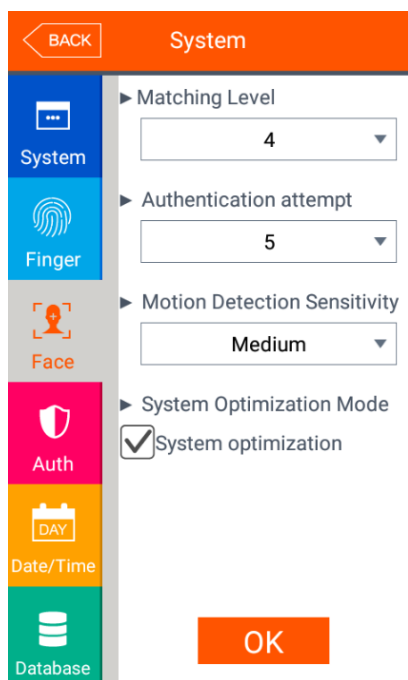 BACK
System
System
Finger
Face
Auth
DAY
Date/Time
Database
► Matching Level
4
► Authentication attempt
5
► Motion Detection Sensitivity
Medium
► System Optimization Mode
System optimization
OK